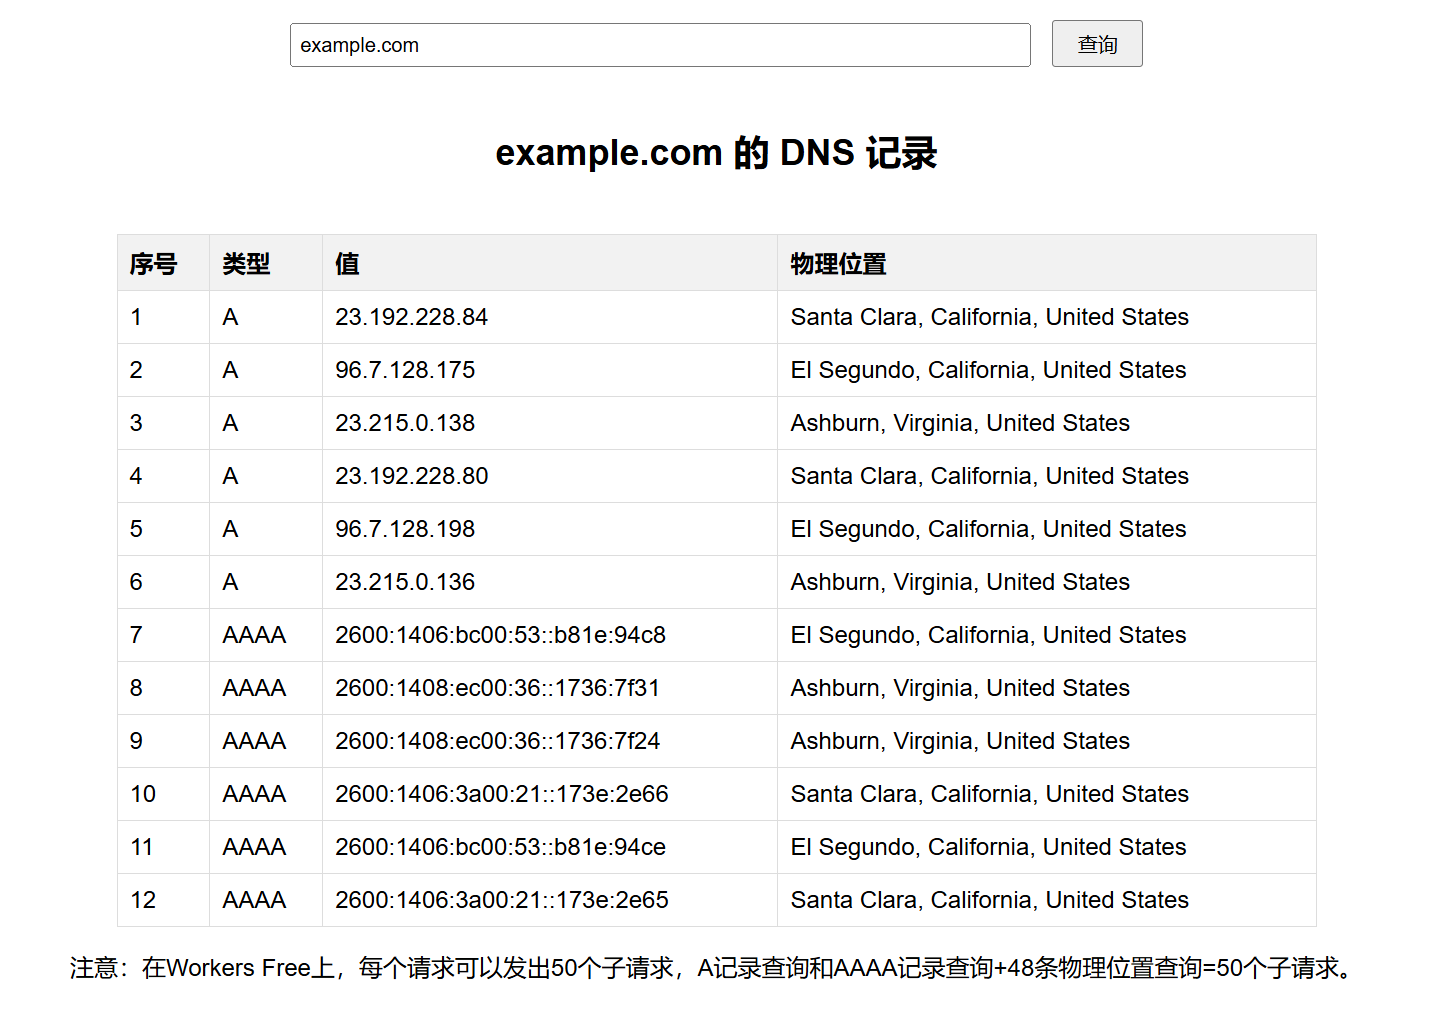 example.com 查询
example.com 的 DNS 记录
序号 类型 值 物理位置
1 A 23.192.228.84 Santa Clara, California, United States
2 A 96.7.128.175 El Segundo, California, United States
3 A 23.215.0.138 Ashburn, Virginia, United States
4 A 23.192.228.80 Santa Clara, California, United States
5 A 96.7.128.198 El Segundo, California, United States
6 A 23.215.0.136 Ashburn, Virginia, United States
7 AAAA 2600:1406:bc00:53::b81e:94c8 El Segundo, California, United States
8 AAAA 2600:1408:ec00:36::1736:7f31 Ashburn, Virginia, United States
9 AAAA 2600:1408:ec00:36::1736:7f24 Ashburn, Virginia, United States
10 AAAA 2600:1406:3a00:21::173e:2e66 Santa Clara, California, United States
11 AAAA 2600:1406:bc00:53::b81e:94ce El Segundo, California, United States
12 AAAA 2600:1406:3a00:21::173e:2e65 Santa Clara, California, United States
注意：在Workers Free上，每个请求可以发出50个子请求，A记录查询和AAAA记录查询+48条物理位置查询=50个子请求。